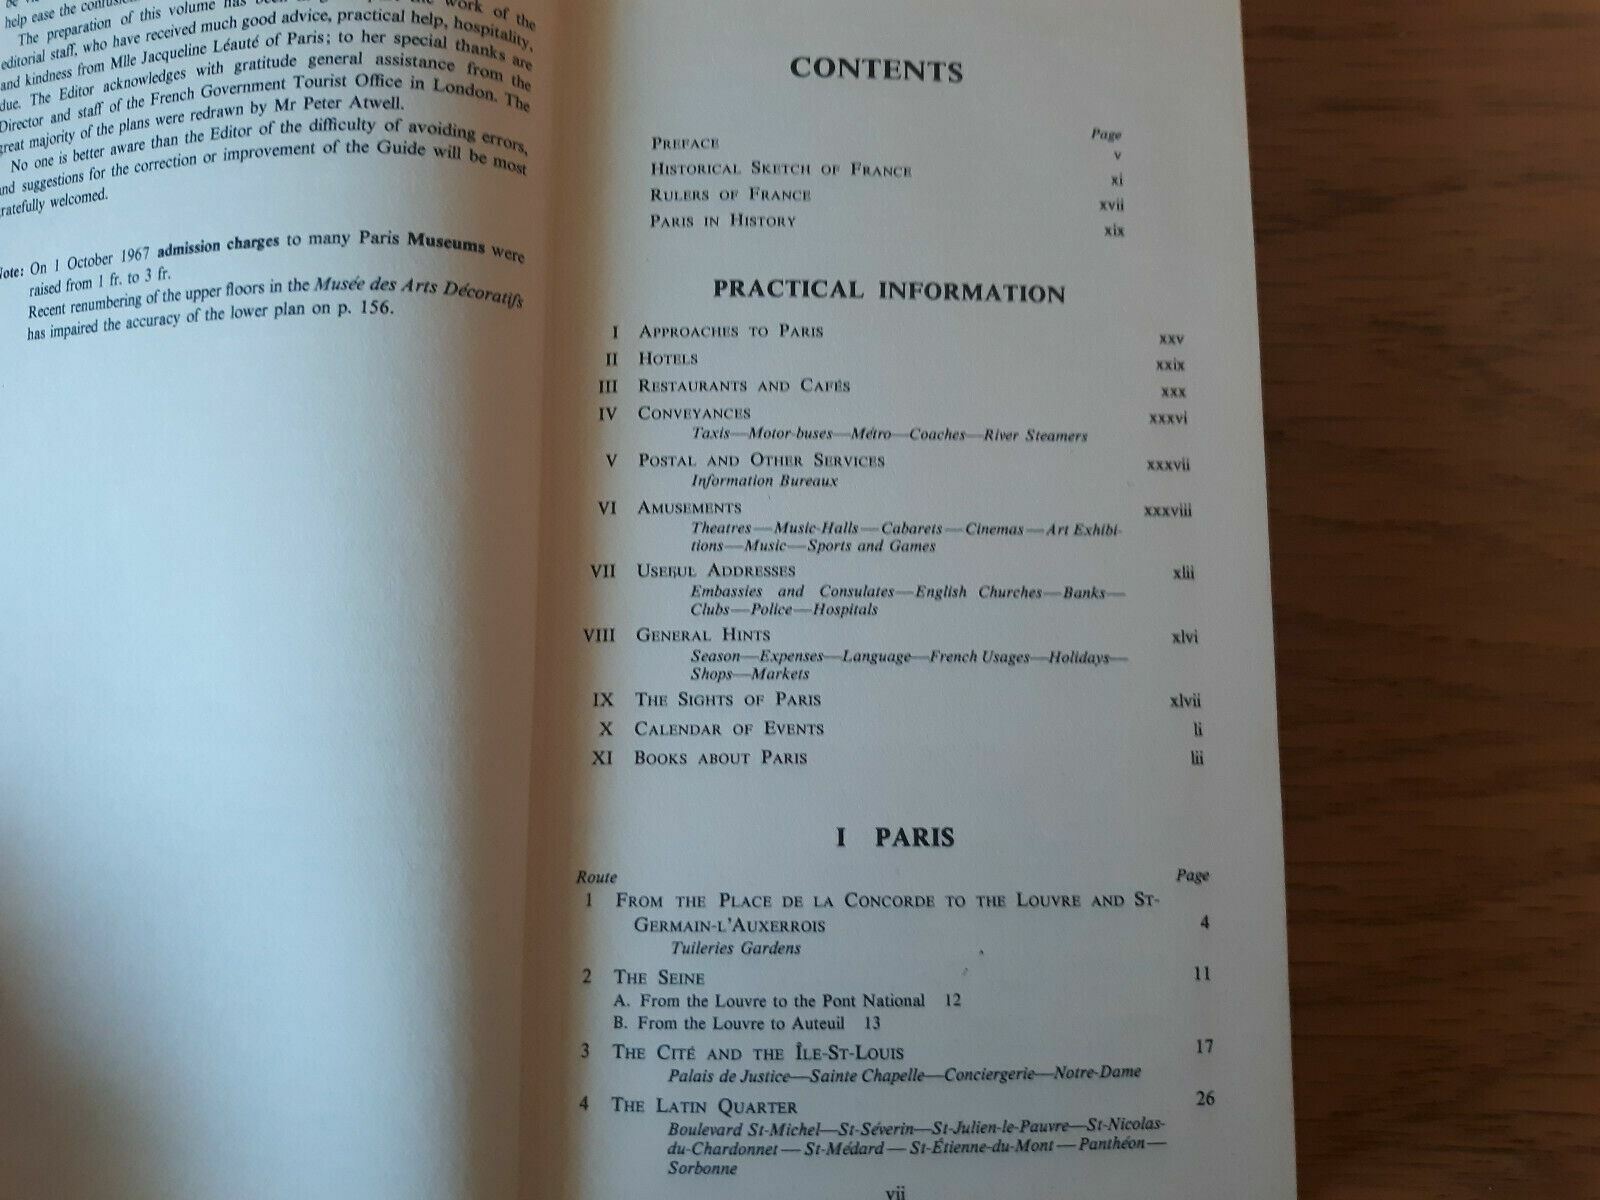 help ease the
The preparation of this volume has been work of the
editorial staff, who have received much good advice, practical help, hospitality,
and kindness from Mlle Jacqueline Léauté of Paris; to her special thanks are
due. The Editor acknowledges with gratitude general assistance from the
Director and staff of the French Government Tourist Office in London. The
great majority of the plans were redrawn by Mr Peter Atwell.
No one is better aware than the Editor of the difficulty of avoiding errors,
and suggestions for the correction or improvement of the Guide will be most
gratefully welcomed.
Note: On 1 October 1967 admission charges to many Paris Museums were
raised from 1 fr. to 3 fr.
Recent renumbering of the upper floors in the Musée des Arts Décoratifs
has impaired the accuracy of the lower plan on p. 156.
CONTENTS
Page
PREFACE v
HISTORICAL SKETCH OF FRANCE xi
RULERS OF FRANCE xvii
PARIS IN HISTORY xix
PRACTICAL INFORMATION
I APPROACHES TO PARIS xxv
II HOTELS xxix
III RESTAURANTS AND CAFÉS xxx
IV CONVEYANCES xxxvi
Taxis—Motor-buses—Métro—Coaches—River Steamers
V POSTAL AND OTHER SERVICES xxxvii
Information Bureaux
VI AMUSEMENTS xxxviii
Theatres—Music-Halls—Cabarets—Cinemas—Art Exhibi-
tions—Music—Sports and Games
VII USEFUL ADDRESSES xlii
Embassies and Consulates—English Churches—Banks—
Clubs—Police—Hospitals
VIII GENERAL HINTS xlvi
Season—Expenses—Language—French Usages—Holidays—
Shops—Markets
IX THE SIGHTS OF PARIS xlvii
X CALENDAR OF EVENTS li
XI BOOKS ABOUT PARIS lii
I PARIS
Route Page
1 FROM THE PLACE DE LA CONCORDE TO THE LOUVRE AND ST-
GERMAIN-L'AUXERROIS 4
Tuileries Gardens
2 THE SEINE 11
A. From the Louvre to the Pont National 12
B. From the Louvre to Auteuil 13
3 THE CITÉ AND THE ÎLE-ST-LOUIS 17
Palais de Justice—Sainte Chapelle—Conciergerie—Notre-Dame
4 THE LATIN QUARTER 26
Boulevard St-Michel—St-Séverin—St-Julien-le-Pauvre—St-Nicolas-
du-Chardonnet—St-Médard—St-Étienne-du-Mont—Panthéon—
Sorbonne
vii